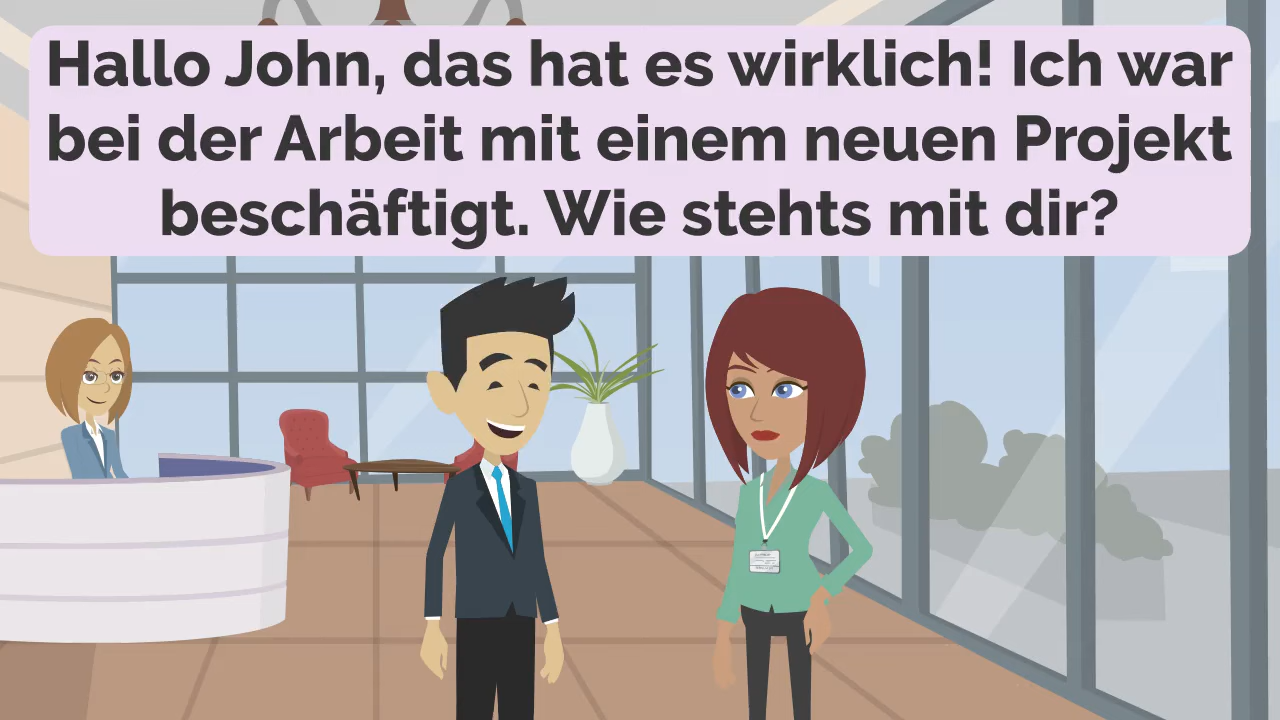 Hallo John, das hat es wirklich! Ich war
bei der Arbeit mit einem neuen Projekt
beschäftigt. Wie stehts mit dir?